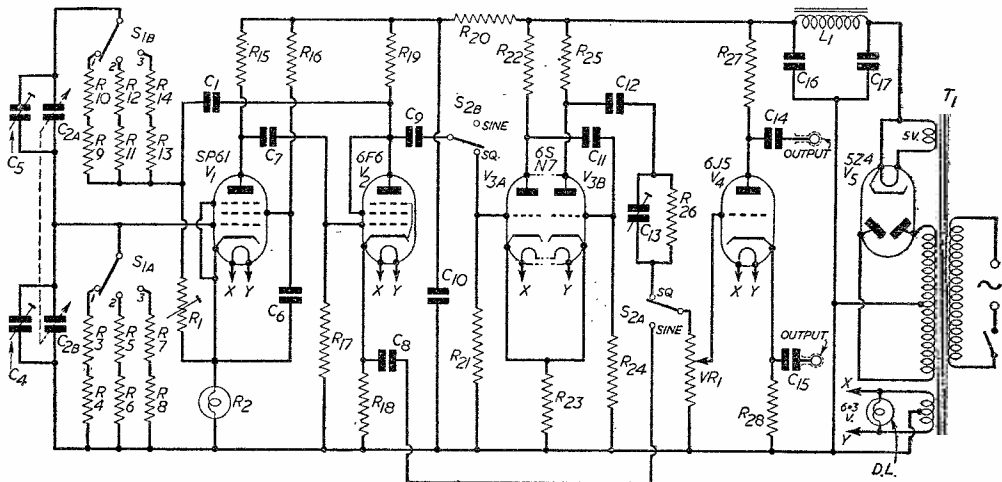 S1B
1
2
3
R10
R12
R14
R9
R11
R13
C5
C2A
S1A
1
2
3
R3
R5
R7
R4
R6
R8
C4
C2B
R1
R2
R15
R16
C1
C7
SP61
V1
X Y
C6
R17
R19
C9
6F6
V2
X Y
R18
C8
C10
R20
S2B
SINE
SQ.
R21
R22
R25
V3A
6S
N7
V3B
X Y
R23
C11
C12
R24
C13
R26
S2A
SQ.
SINE
VR1
R27
6J5
V4
X Y
C14
OUTPUT
OUTPUT
C15
R28
L1
C16
C17
T1
5V.
5Z4
V5
X
6·3
V.
Y
D.L.